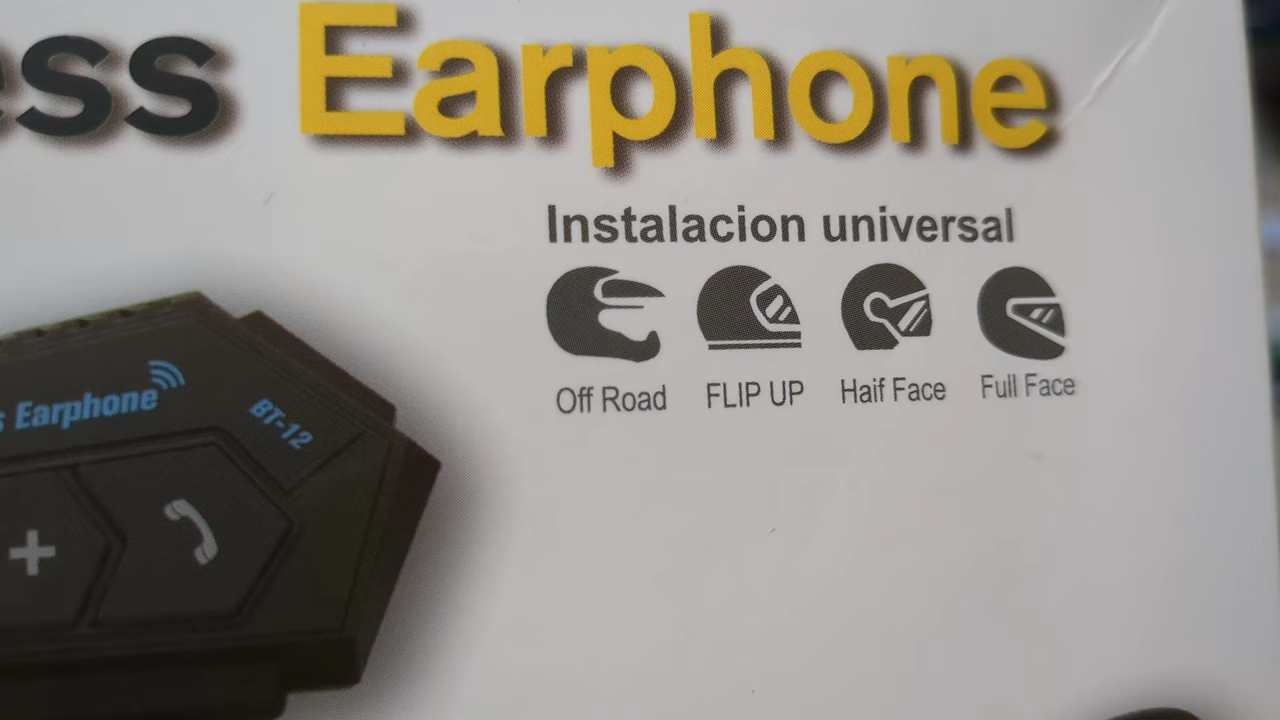 ess Earphone
Instalacion universal
Off Road FLIP UP Haif Face Full Face
s Earphone
BT-12
+